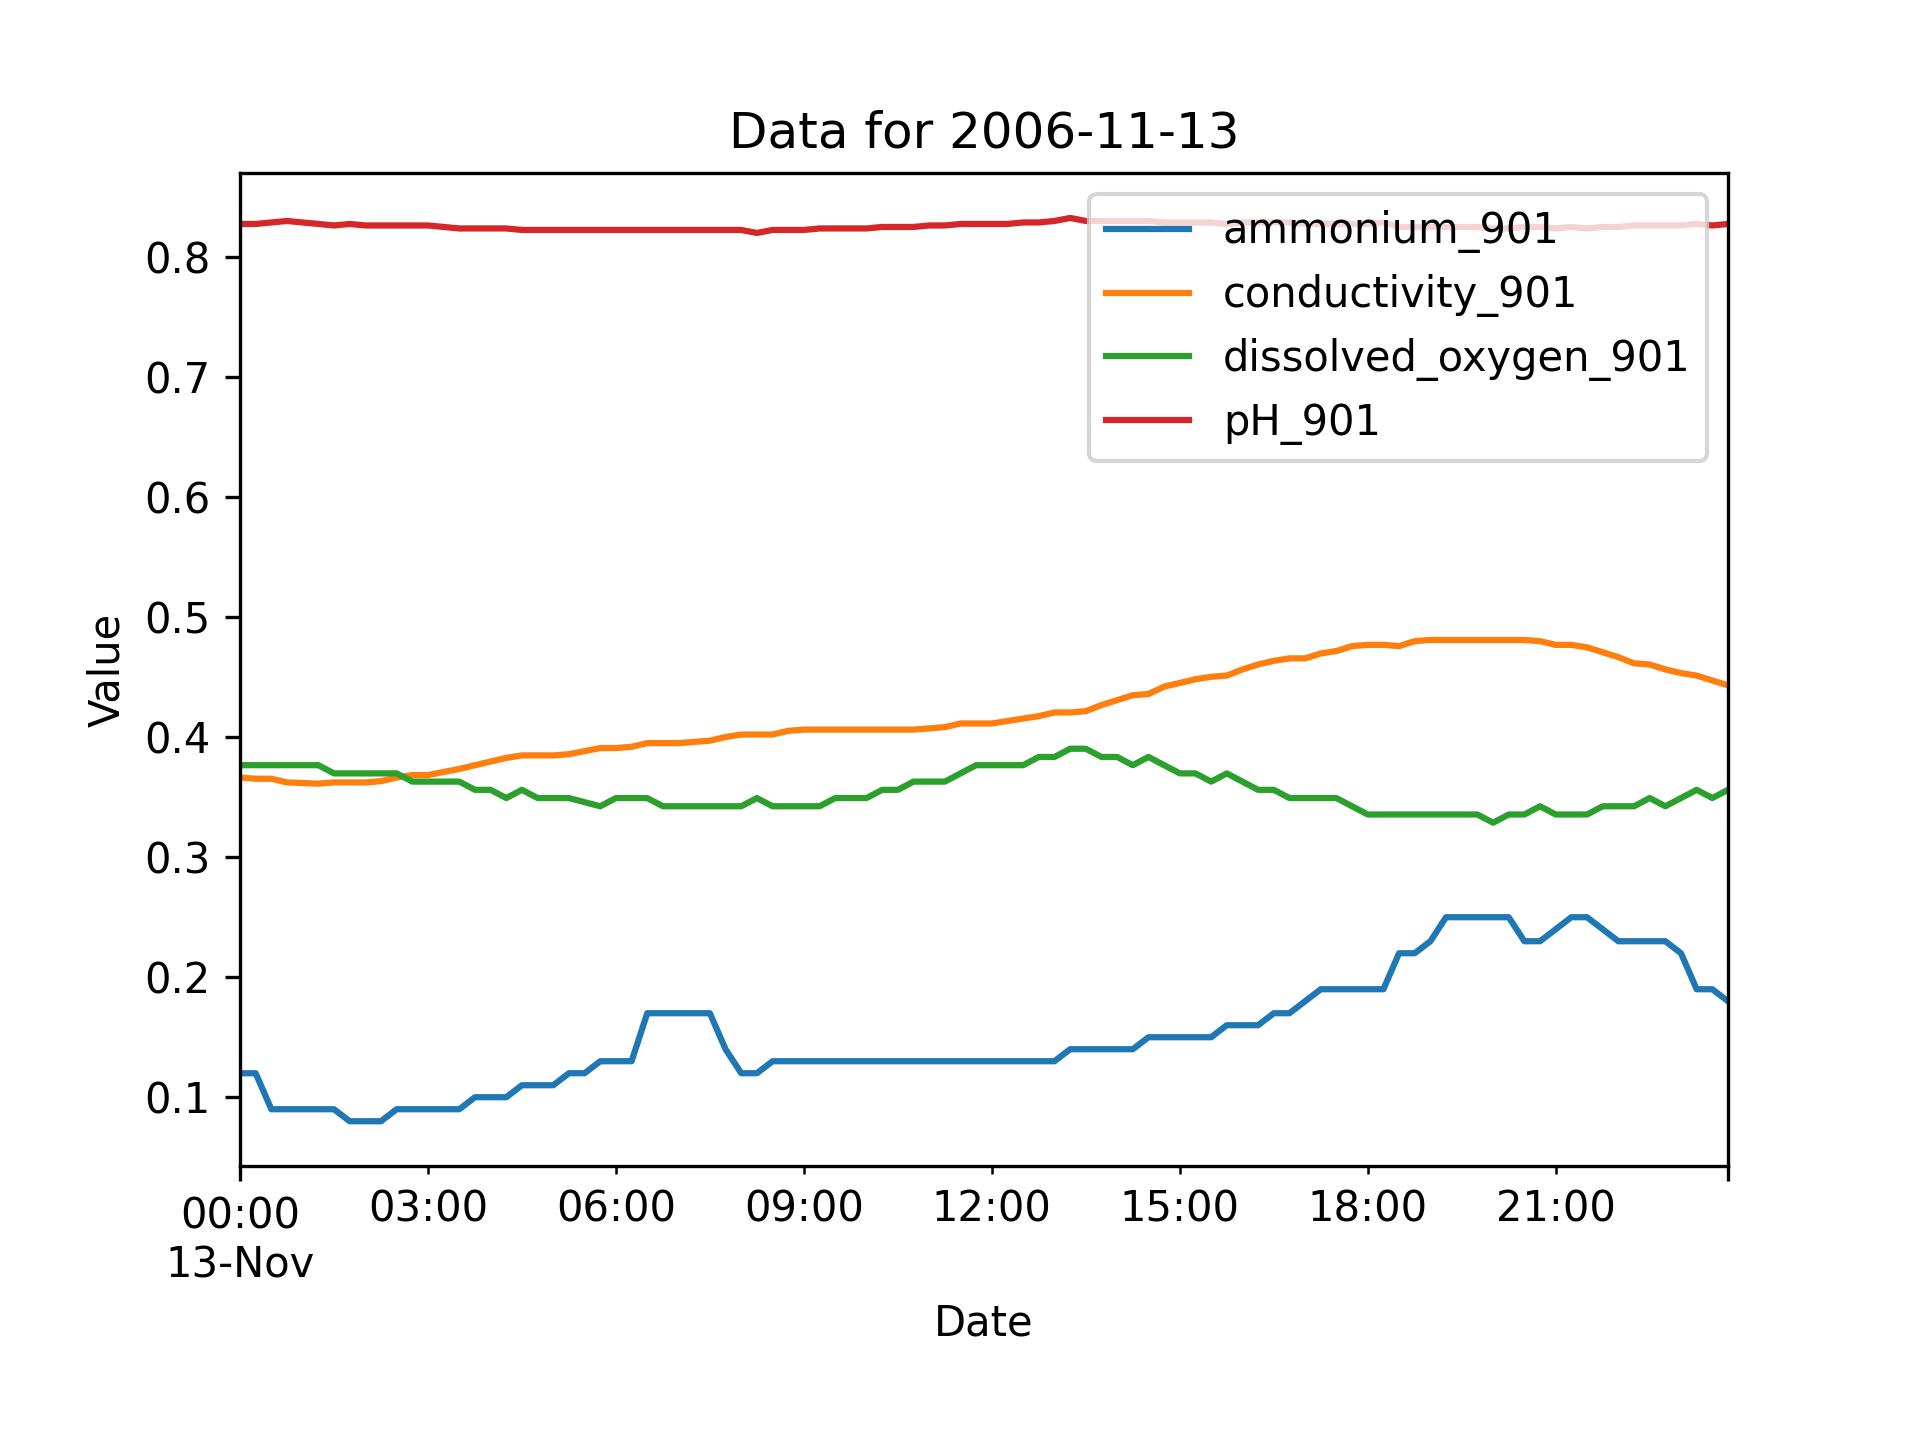 Data for 2006-11-13
ammonium_901
conductivity_901
dissolved_oxygen_901
pH_901
Value
0.8
0.7
0.6
0.5
0.4
0.3
0.2
0.1
00:00 03:00 06:00 09:00 12:00 15:00 18:00 21:00
13-Nov
Date